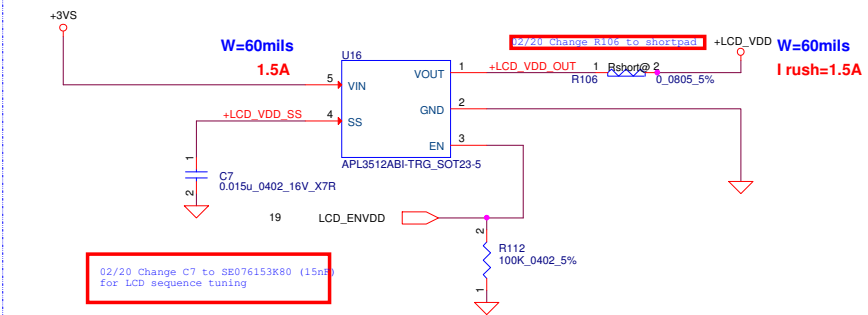 +3VS
02/20 Change R106 to shortpad
+LCD_VDD
W=60mils
W=60mils
1.5A
I rush=1.5A
U16
5
VIN
VOUT
1
+LCD_VDD_OUT
1
Rshort@
2
R106
0_0805_5%
+LCD_VDD_SS
4
SS
GND
2
EN
3
APL3512ABI-TRG_SOT23-5
1
C7
0.015u_0402_16V_X7R
2
19
LCD_ENVDD
2
R112
100K_0402_5%
1
02/20 Change C7 to SE076153K80 (15nF)
for LCD sequence tuning